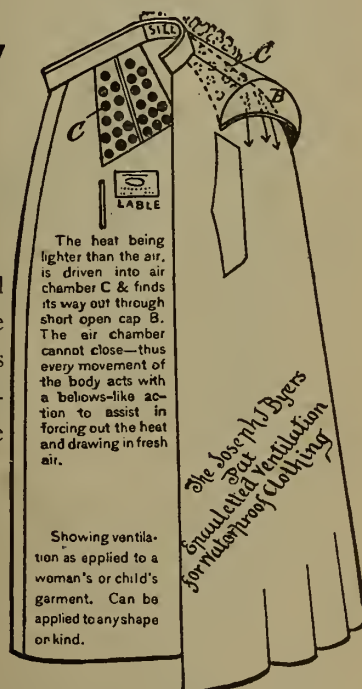 SIZE
C
B
C
LABLE
The heat being
lighter than the air,
is driven into air
chamber C & finds
its way out through
short open cap B.
The air chamber
cannot close—thus
every movement of
the body acts with
a bellows-like ac-
tion to assist in
forcing out the heat
and drawing in fresh
air.
The Joseph J Byers
Pat
Epauletted Ventilation
for Waterproof Clothing
Showing ventila-
tion as applied to a
woman's or child's
garment. Can be
applied to any shape
or kind.